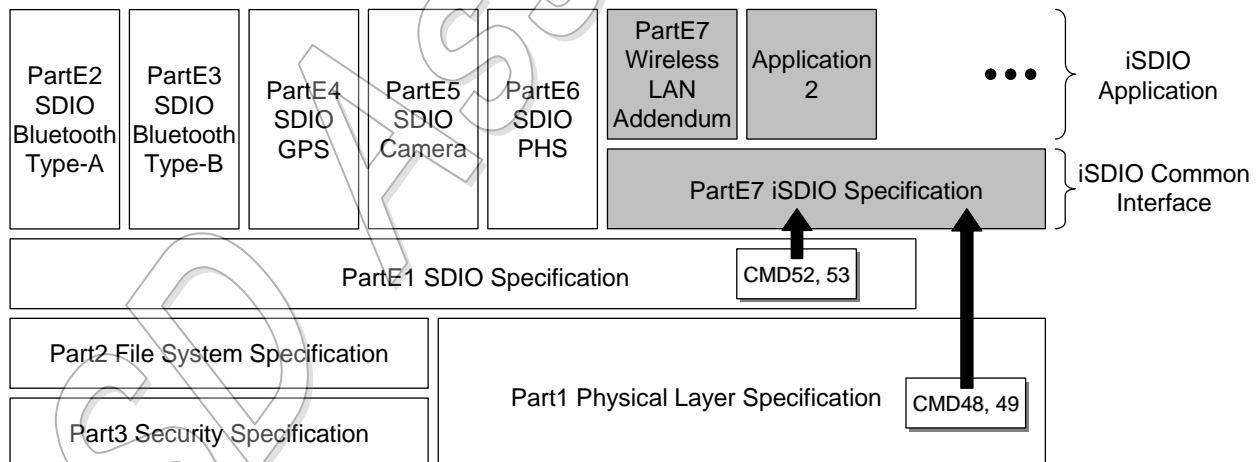 PartE2
SDIO
Bluetooth
Type-A
PartE3
SDIO
Bluetooth
Type-B
PartE4
SDIO
GPS
PartE5
SDIO
Camera
PartE6
SDIO
PHS
PartE7
Wireless
LAN
Addendum
Application
2
•••
iSDIO
Application
PartE7 iSDIO Specification
iSDIO Common
Interface
PartE1 SDIO Specification
CMD52, 53
Part2 File System Specification
Part1 Physical Layer Specification
CMD48, 49
Part3 Security Specification